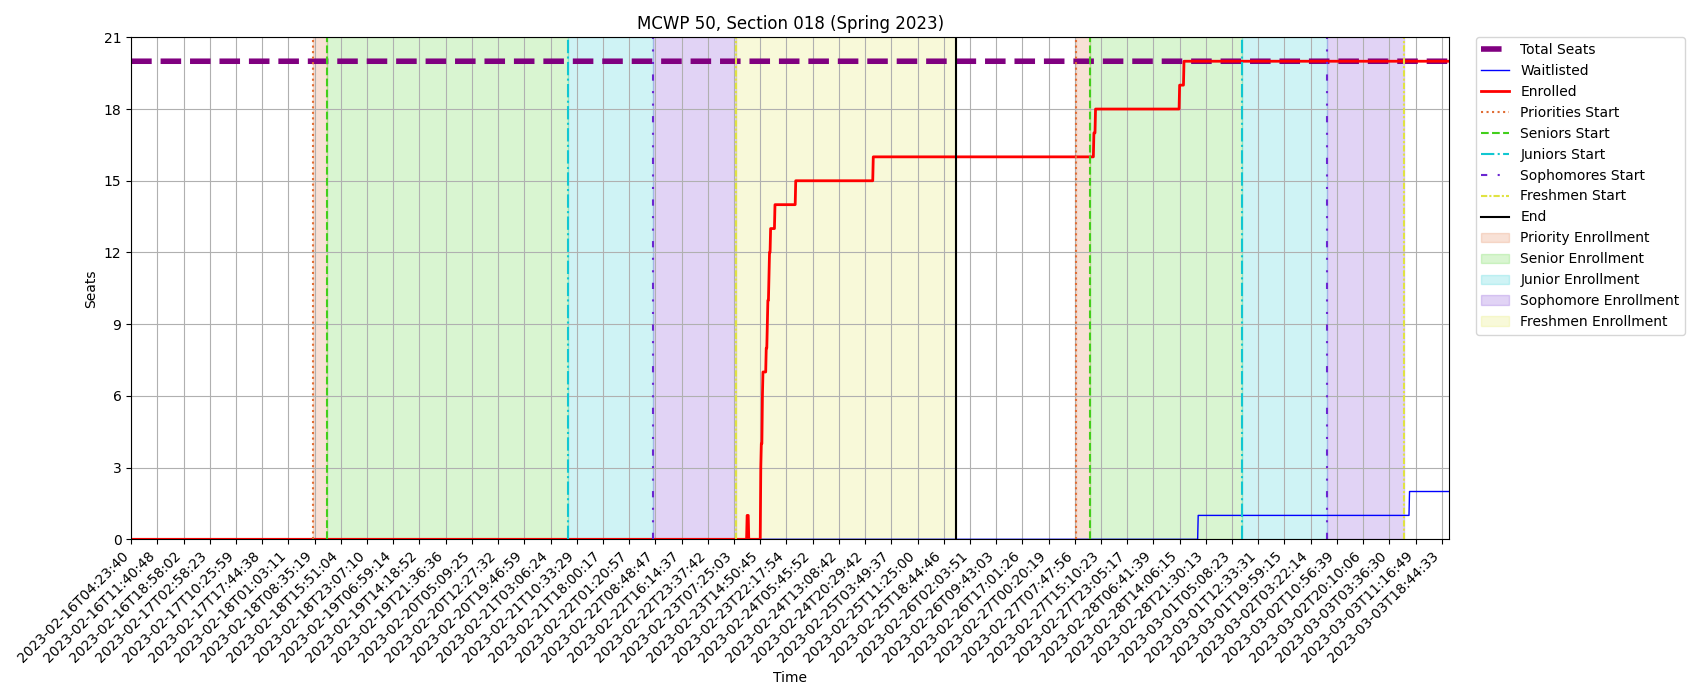 MCWP 50, Section 018 (Spring 2023)
21
18
15
12
9
6
3
0
Seats
2023-02-16T04:23:40
2023-02-16T11:40:48
2023-02-16T18:58:02
2023-02-17T02:58:23
2023-02-17T10:25:59
2023-02-17T17:44:38
2023-02-18T01:03:11
2023-02-18T08:35:19
2023-02-18T15:51:04
2023-02-18T23:07:10
2023-02-19T06:59:14
2023-02-19T14:18:52
2023-02-19T21:36:36
2023-02-20T05:09:25
2023-02-20T12:27:32
2023-02-20T19:46:59
2023-02-21T03:06:24
2023-02-21T10:33:29
2023-02-21T18:00:17
2023-02-22T01:20:57
2023-02-22T08:48:47
2023-02-22T16:14:37
2023-02-22T23:37:42
2023-02-23T07:25:03
2023-02-23T14:50:45
2023-02-23T22:17:54
2023-02-24T05:45:52
2023-02-24T13:08:42
2023-02-24T20:29:42
2023-02-25T03:49:37
2023-02-25T11:25:00
2023-02-25T18:44:46
2023-02-26T02:03:51
2023-02-26T09:43:03
2023-02-26T17:01:26
2023-02-27T00:20:19
2023-02-27T07:47:56
2023-02-27T15:10:23
2023-02-27T23:05:17
2023-02-28T06:41:39
2023-02-28T14:06:15
2023-02-28T21:30:13
2023-03-01T05:08:23
2023-03-01T12:33:31
2023-03-01T19:59:15
2023-03-02T03:22:14
2023-03-02T10:56:39
2023-03-02T20:10:06
2023-03-03T03:36:30
2023-03-03T11:16:49
2023-03-03T18:44:33
Time
Total Seats
Waitlisted
Enrolled
Priorities Start
Seniors Start
Juniors Start
Sophomores Start
Freshmen Start
End
Priority Enrollment
Senior Enrollment
Junior Enrollment
Sophomore Enrollment
Freshmen Enrollment